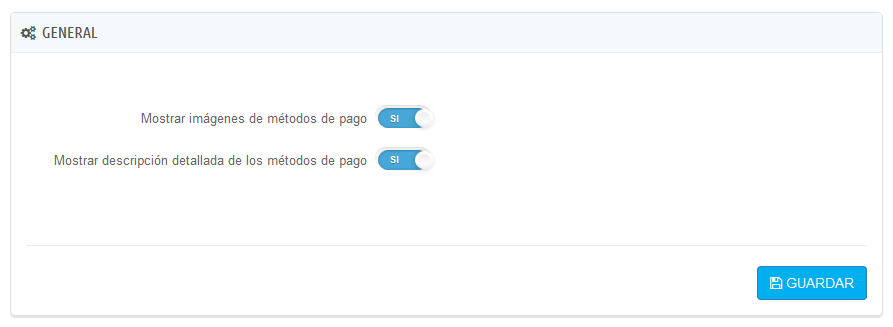 GENERAL
Mostrar imágenes de métodos de pago SI
Mostrar descripción detallada de los métodos de pago SI
GUARDAR